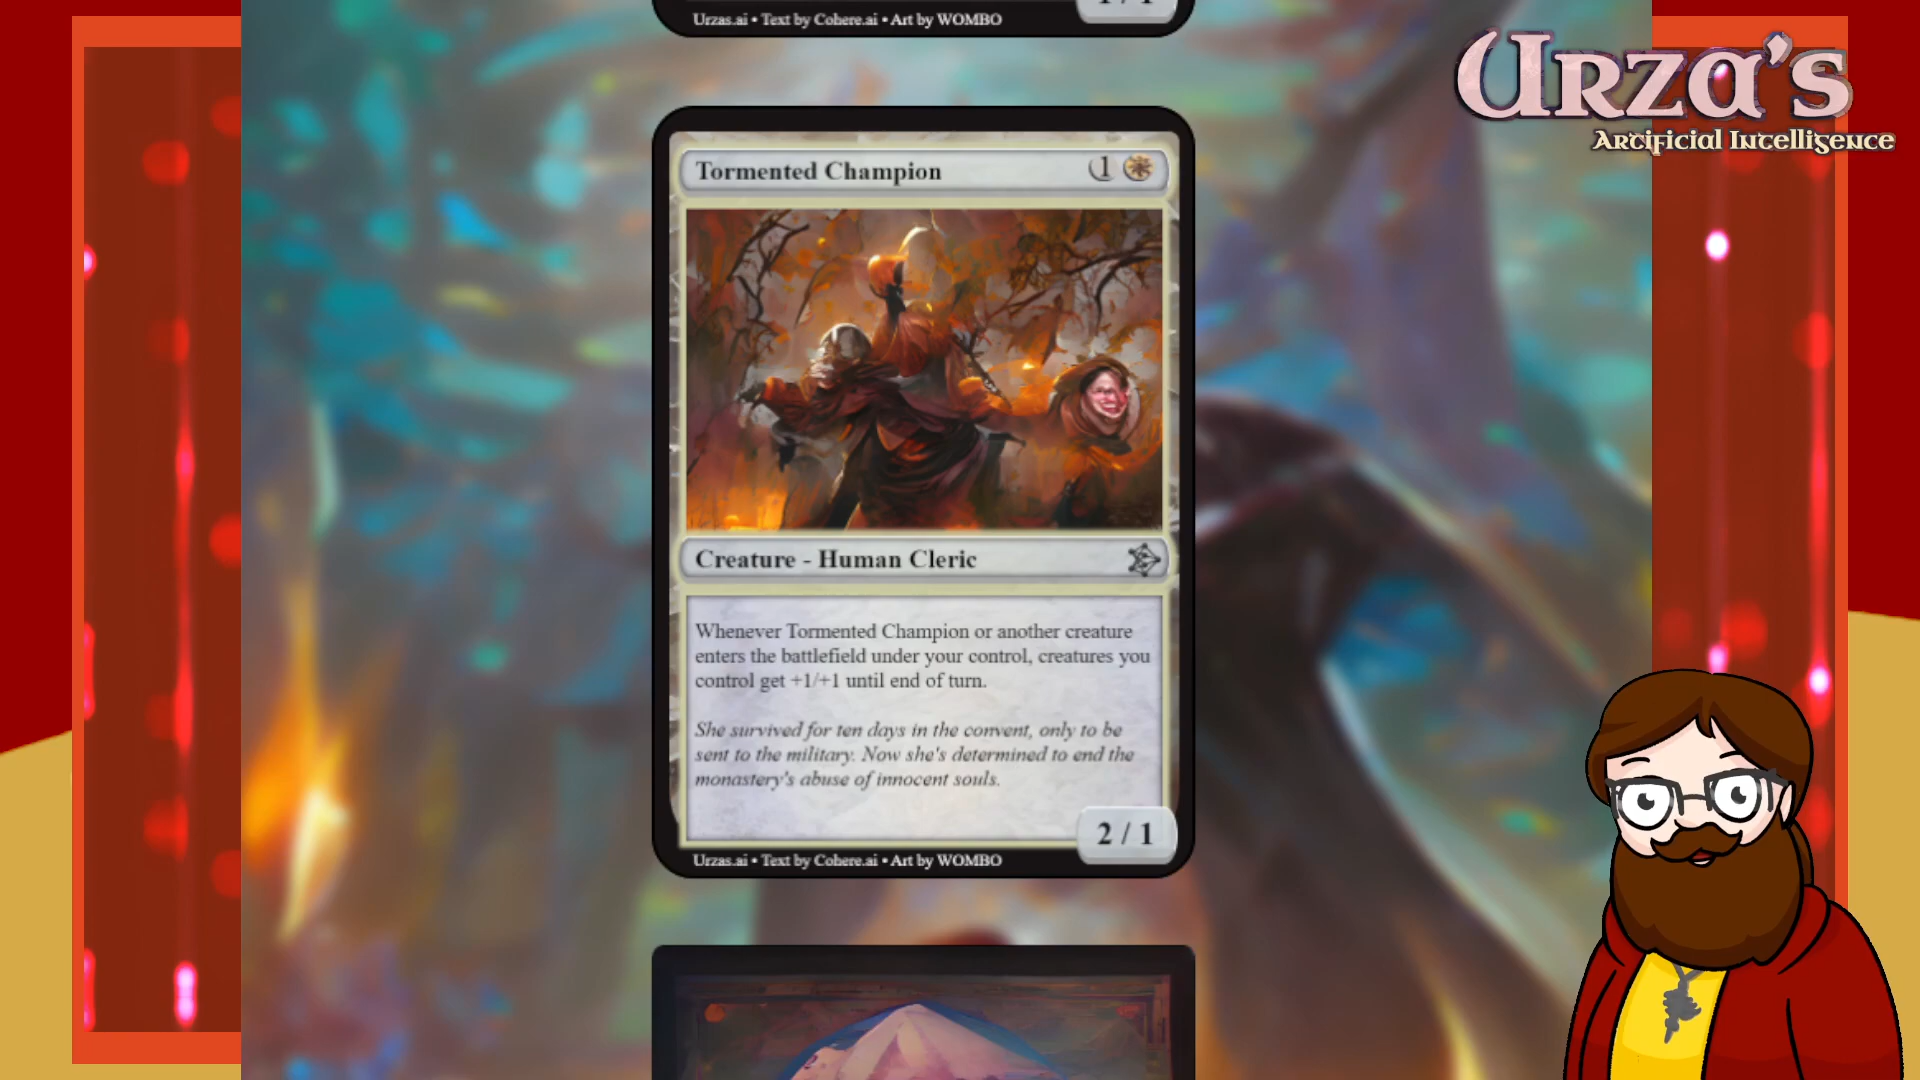 1/1
Urzas.ai • Text by Cohere.ai • Art by WOMBO
Urza's
Artificial Intelligence
Tormented Champion 1
Creature - Human Cleric
Whenever Tormented Champion or another creature
enters the battlefield under your control, creatures you
control get +1/+1 until end of turn.
She survived for ten days in the convent, only to be
sent to the military. Now she's determined to end the
monastery's abuse of innocent souls.
2 / 1
Urzas.ai • Text by Cohere.ai • Art by WOMBO